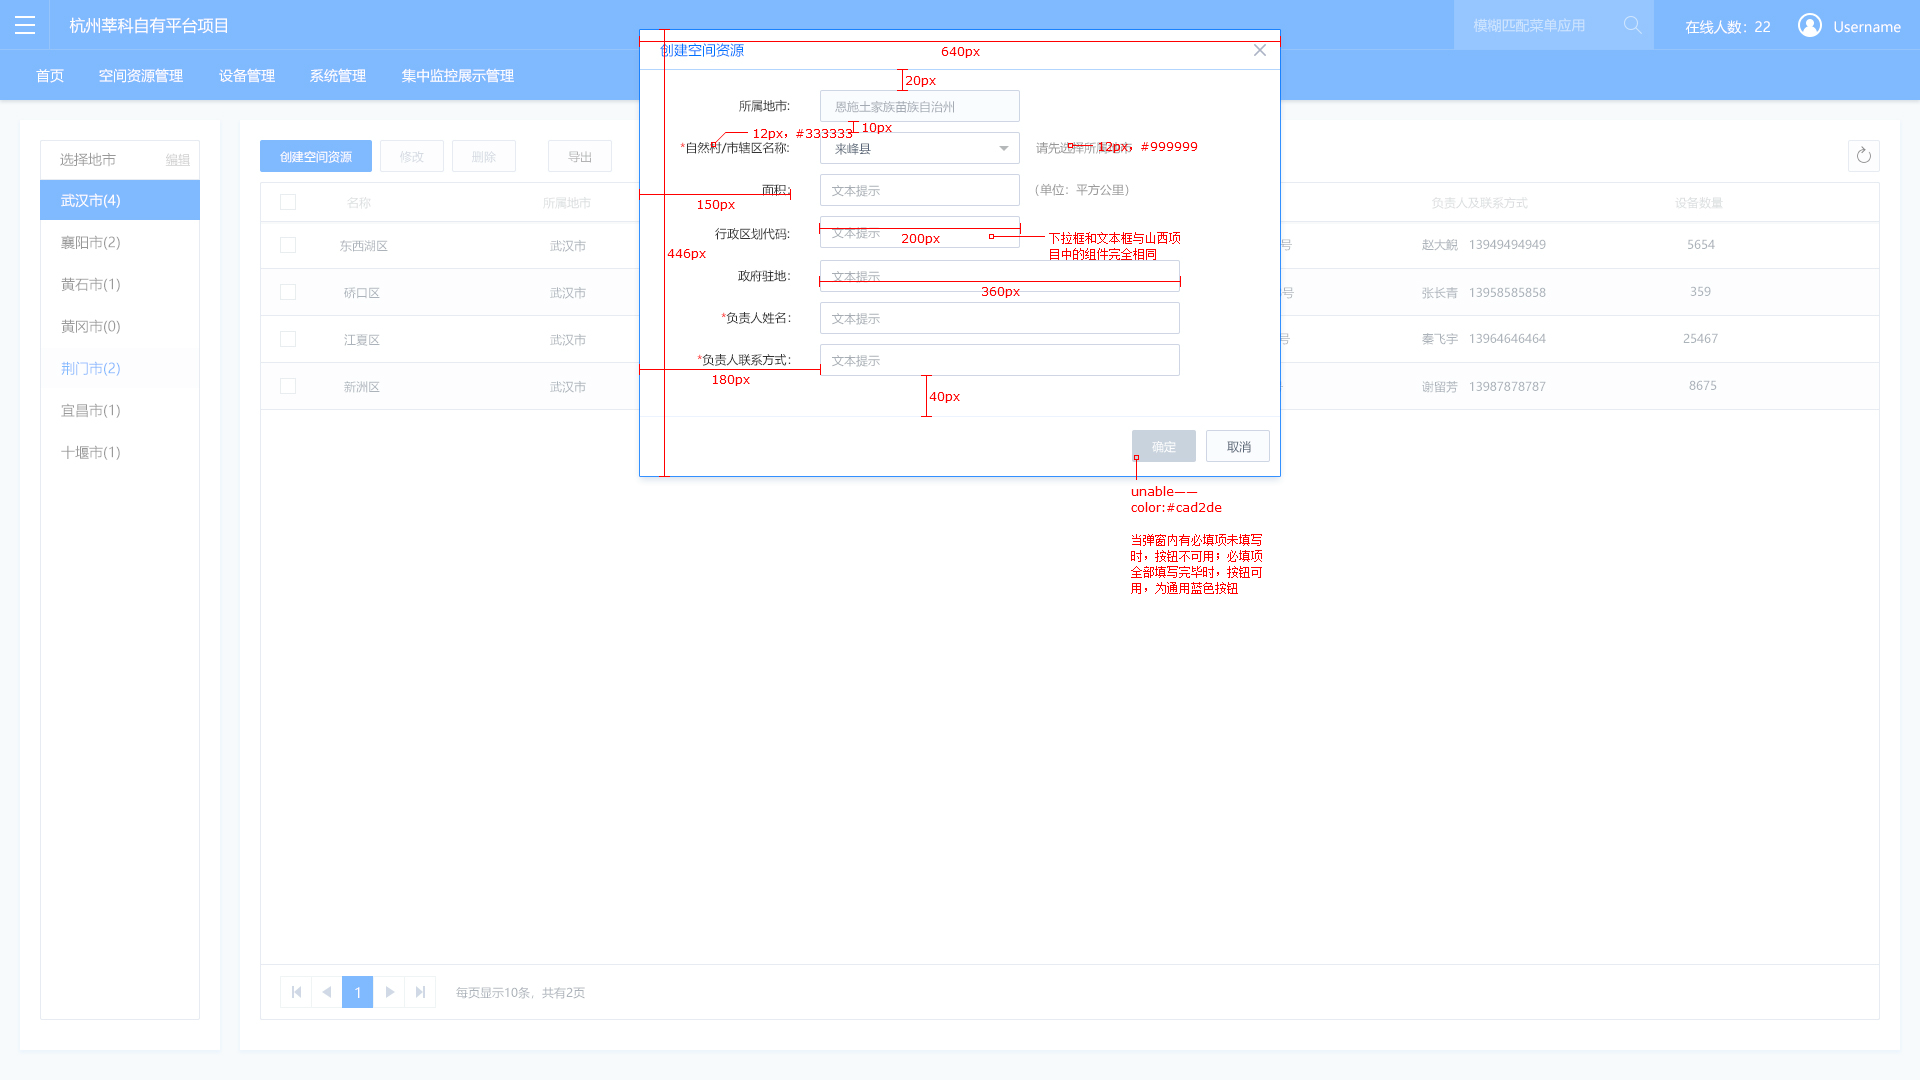 杭州莘科自有平台项目
模糊匹配菜单应用
在线人数：22
Username
首页
空间资源管理
设备管理
系统管理
集中监控展示管理
选择地市
编辑
武汉市(4)
襄阳市(2)
黄石市(1)
黄冈市(0)
荆门市(2)
宜昌市(1)
十堰市(1)
创建空间资源
修改
删除
导出
名称
所属地市
负责人及联系方式
设备数量
东西湖区
武汉市
号
赵大鲵 13949494949
5654
硚口区
武汉市
号
张长青 13958585858
359
江夏区
武汉市
号
秦飞宇 13964646464
25467
新洲区
武汉市
谢留芳 13987878787
8675
创建空间资源
640px
20px
所属地市:
恩施土家族苗族自治州
10px
12px，#333333
*自然村/市辖区名称:
来峰县
请先选择所属地市
12px，#999999
面积:
文本提示
（单位：平方公里）
150px
行政区划代码:
文本提示
200px
下拉框和文本框与山西项
目中的组件完全相同
446px
政府驻地:
文本提示
360px
*负责人姓名:
文本提示
*负责人联系方式:
文本提示
180px
40px
确定
取消
unable——
color:#cad2de
当弹窗内有必填项未填写
时，按钮不可用；必填项
全部填写完毕时，按钮可
用，为通用蓝色按钮
1
每页显示10条，共有2页